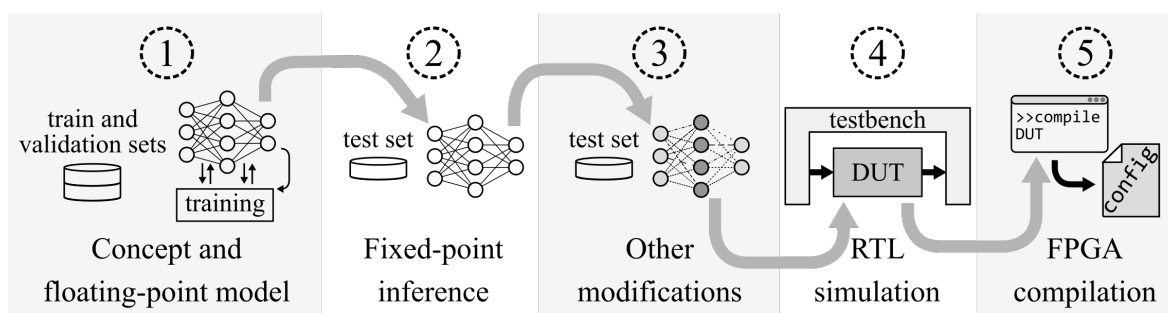 1
train and
validation sets
training
Concept and
floating-point model
2
test set
Fixed-point
inference
3
test set
Other
modifications
4
testbench
DUT
RTL
simulation
5
>>compile
DUT
config
FPGA
compilation